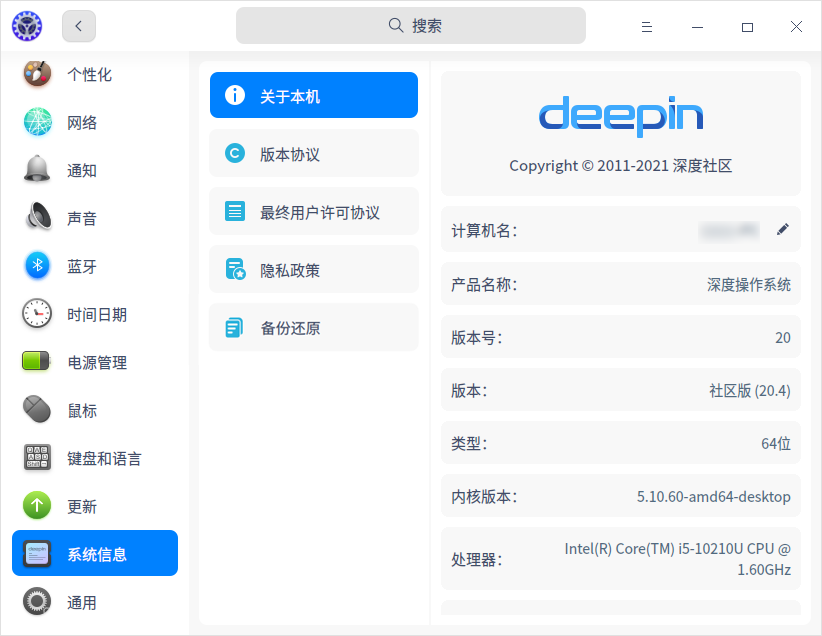 搜索
个性化
网络
通知
声音
蓝牙
时间日期
电源管理
鼠标
键盘和语言
更新
系统信息
通用
关于本机
版本协议
最终用户许可协议
隐私政策
备份还原
deepin
Copyright © 2011-2021 深度社区
计算机名：
产品名称： 深度操作系统
版本号： 20
版本： 社区版 (20.4)
类型： 64位
内核版本： 5.10.60-amd64-desktop
处理器： Intel(R) Core(TM) i5-10210U CPU @
1.60GHz